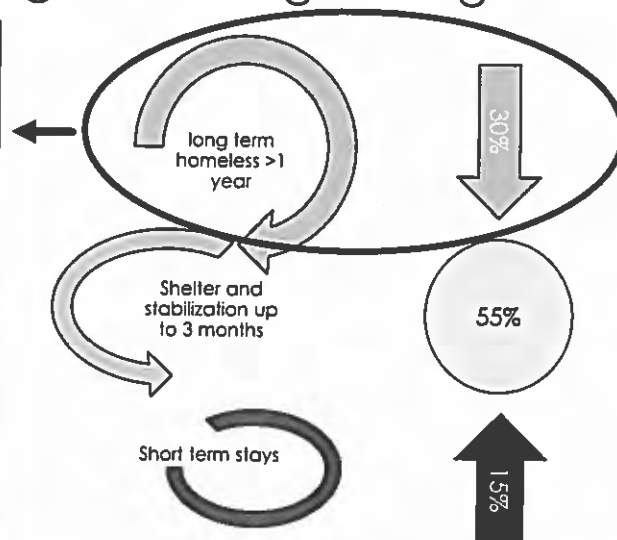 long term
homeless >1
year
30%
Shelter and
stabilization up
to 3 months
55%
Short term stays
15%